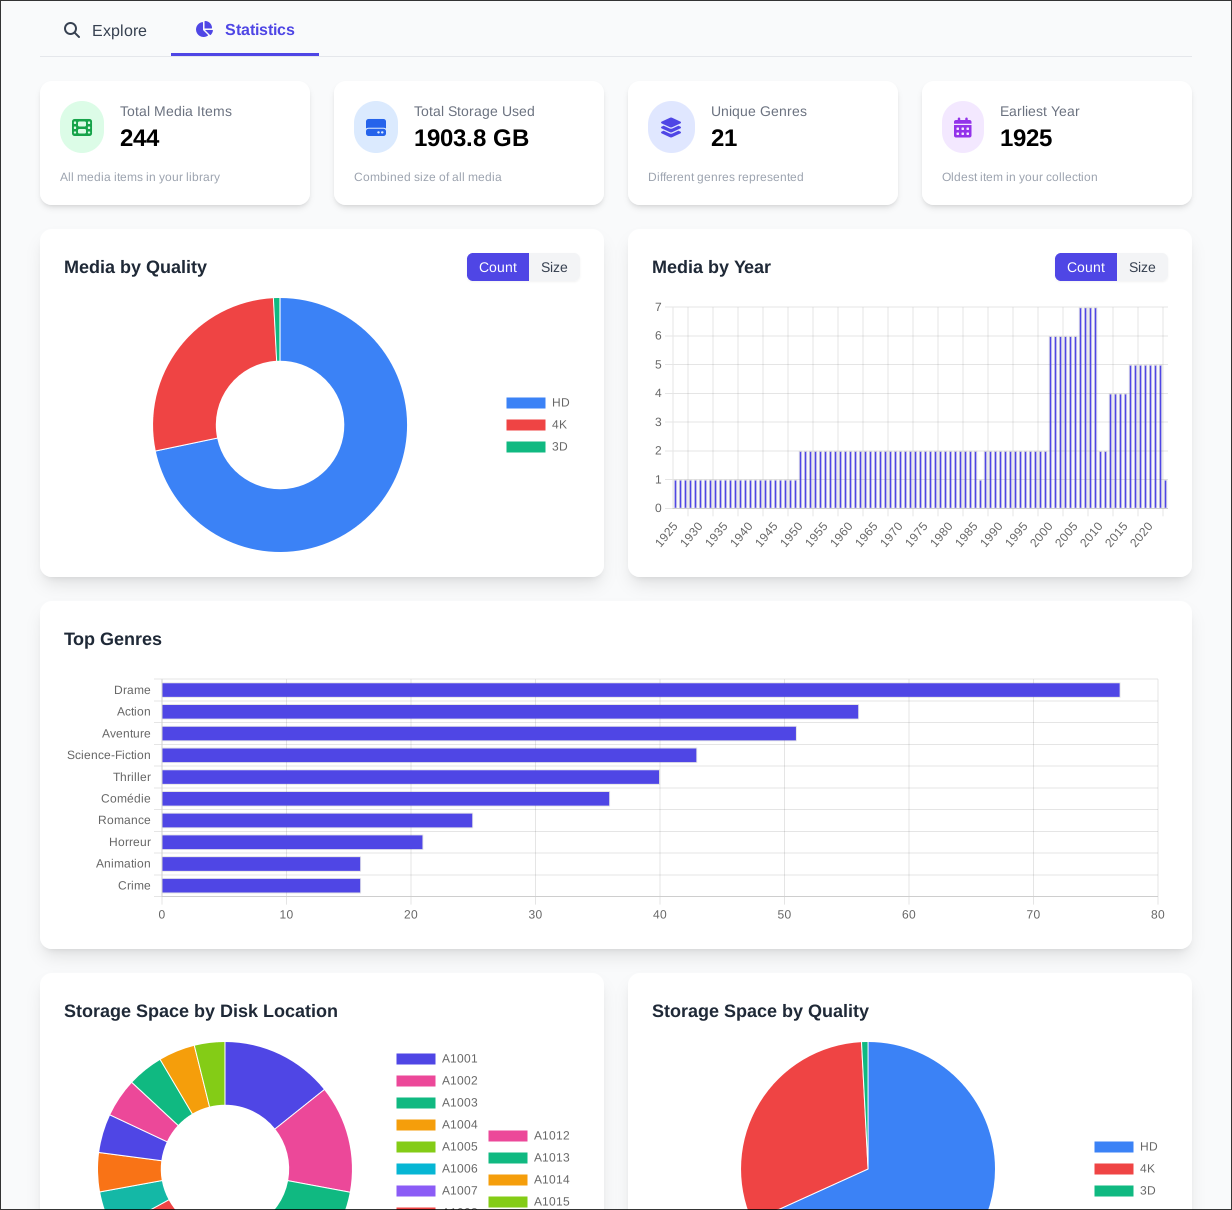 Explore
Statistics
Total Media Items
244
All media items in your library
Total Storage Used
1903.8 GB
Combined size of all media
Unique Genres
21
Different genres represented
Earliest Year
1925
Oldest item in your collection
Media by Quality
Count Size
HD
4K
3D
Media by Year
Count Size
7
6
5
4
3
2
1
0
1925 1930 1935 1940 1945 1950 1955 1960 1965 1970 1975 1980 1985 1990 1995 2000 2005 2010 2015 2020
Top Genres
Drame
Action
Aventure
Science-Fiction
Thriller
Comédie
Romance
Horreur
Animation
Crime
0 10 20 30 40 50 60 70 80
Storage Space by Disk Location
A1001
A1002
A1003
A1004
A1005
A1006
A1007
A1012
A1013
A1014
A1015
Storage Space by Quality
HD
4K
3D